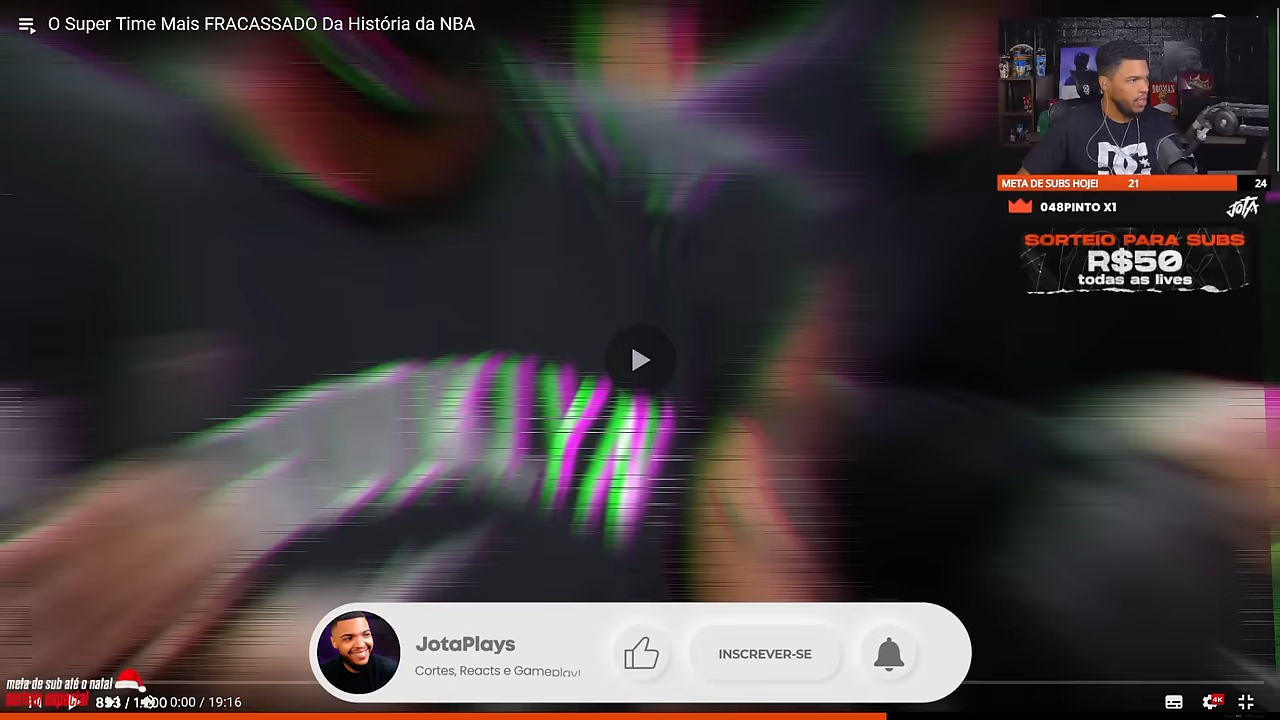 O Super Time Mais FRACASSADO Da História da NBA
META DE SUBS HOJE! 21 24
048PINTO X1
JOTA
SORTEIO PARA SUBS
R$50
todas as lives
JotaPlays
Cortes, Reacts e Gameplay!
INSCREVER-SE
meta de sub até o natal
0:00 / 19:16
4K